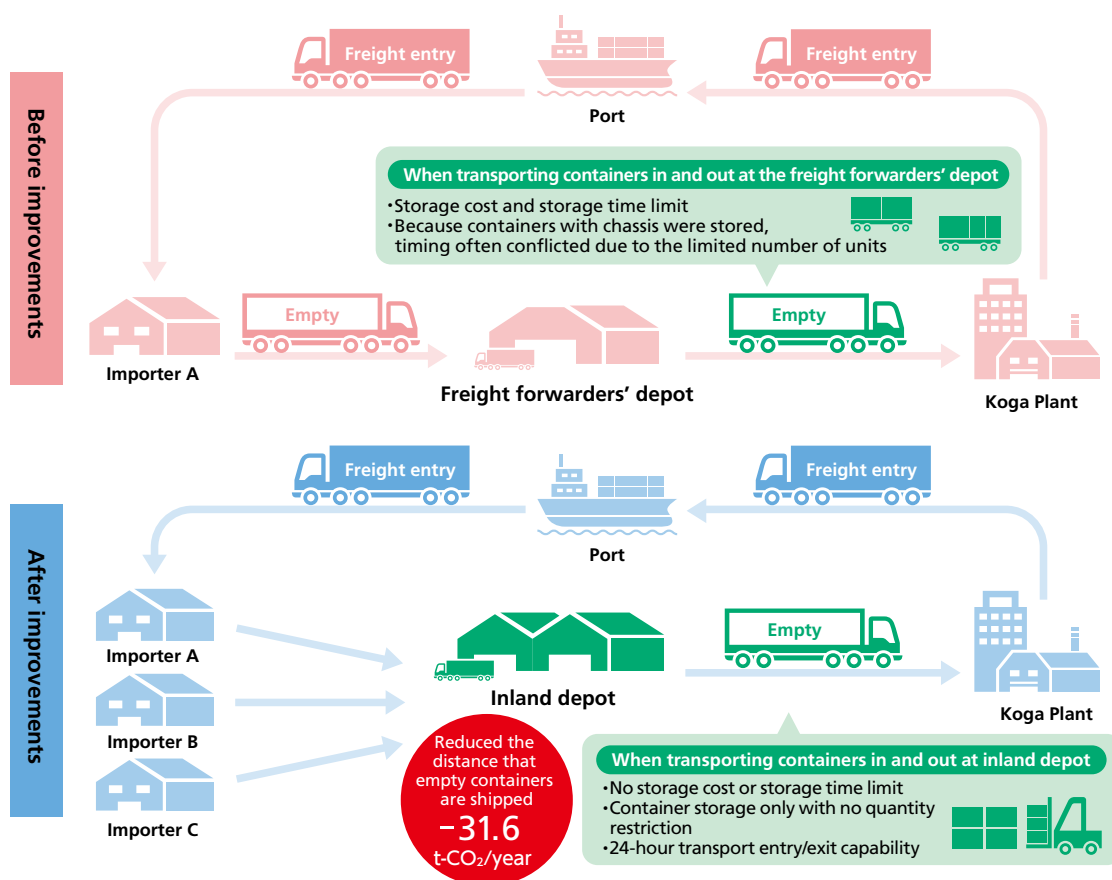 Before improvements
Freight entry
Port
Freight entry
When transporting containers in and out at the freight forwarders' depot
・Storage cost and storage time limit
・Because containers with chassis were stored,
timing often conflicted due to the limited number of units
Importer A
Empty
Freight forwarders' depot
Empty
Koga Plant
After improvements
Freight entry
Port
Freight entry
Importer A
Importer B
Importer C
Inland depot
Empty
Koga Plant
Reduced the
distance that
empty containers
are shipped
−31.6
t-CO₂/year
When transporting containers in and out at inland depot
・No storage cost or storage time limit
・Container storage only with no quantity
restriction
・24-hour transport entry/exit capability